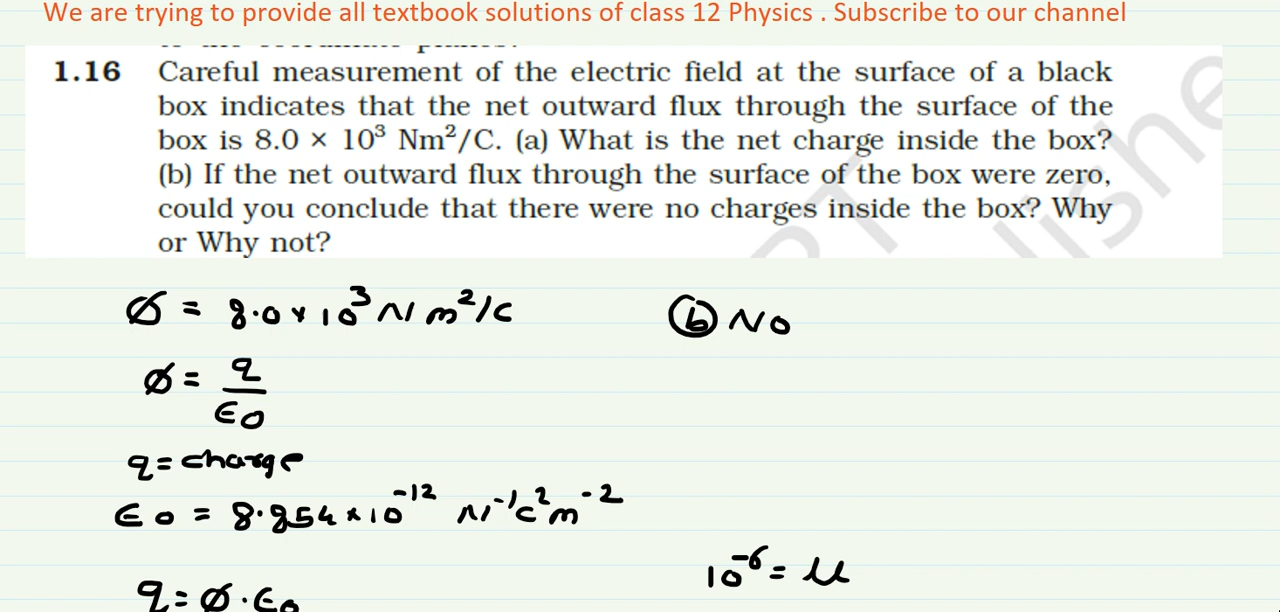 We are trying to provide all textbook solutions of class 12 Physics . Subscribe to our channel
1.16 Careful measurement of the electric field at the surface of a black
box indicates that the net outward flux through the surface of the
box is 8.0 × 10³ Nm²/C. (a) What is the net charge inside the box?
(b) If the net outward flux through the surface of the box were zero,
could you conclude that there were no charges inside the box? Why
or Why not?
Ø = 8.0 × 10³ N m²/C
Ø = q/ε0
q = charge
ε0 = 8.854 × 10⁻¹² N⁻¹C²m⁻²
q = Ø . ε0
(b) No
10⁻⁶ = μ